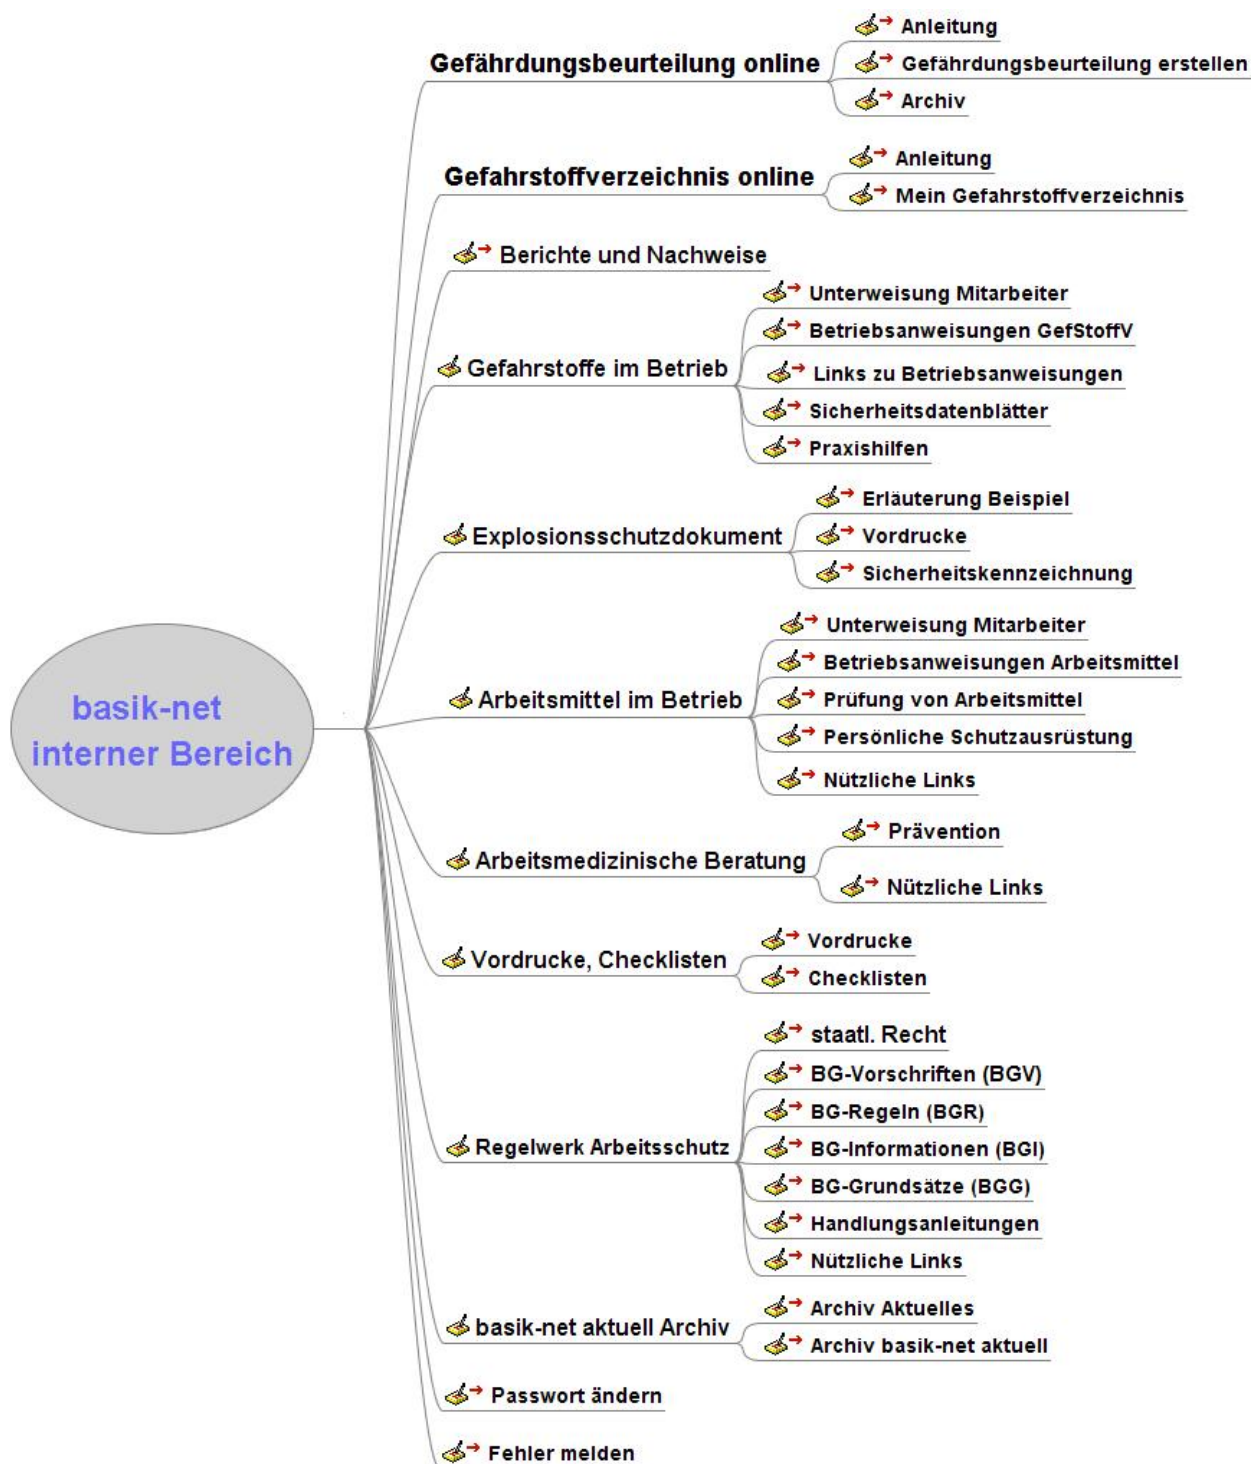 basik-net
interner Bereich
Gefährdungsbeurteilung online
Anleitung
Gefährdungsbeurteilung erstellen
Archiv
Gefahrstoffverzeichnis online
Anleitung
Mein Gefahrstoffverzeichnis
Berichte und Nachweise
Gefahrstoffe im Betrieb
Unterweisung Mitarbeiter
Betriebsanweisungen GefStoffV
Links zu Betriebsanweisungen
Sicherheitsdatenblätter
Praxishilfen
Explosionsschutzdokument
Erläuterung Beispiel
Vordrucke
Sicherheitskennzeichnung
Arbeitsmittel im Betrieb
Unterweisung Mitarbeiter
Betriebsanweisungen Arbeitsmittel
Prüfung von Arbeitsmittel
Persönliche Schutzausrüstung
Nützliche Links
Arbeitsmedizinische Beratung
Prävention
Nützliche Links
Vordrucke, Checklisten
Vordrucke
Checklisten
Regelwerk Arbeitsschutz
staatl. Recht
BG-Vorschriften (BGV)
BG-Regeln (BGR)
BG-Informationen (BGI)
BG-Grundsätze (BGG)
Handlungsanleitungen
Nützliche Links
basik-net aktuell Archiv
Archiv Aktuelles
Archiv basik-net aktuell
Passwort ändern
Fehler melden